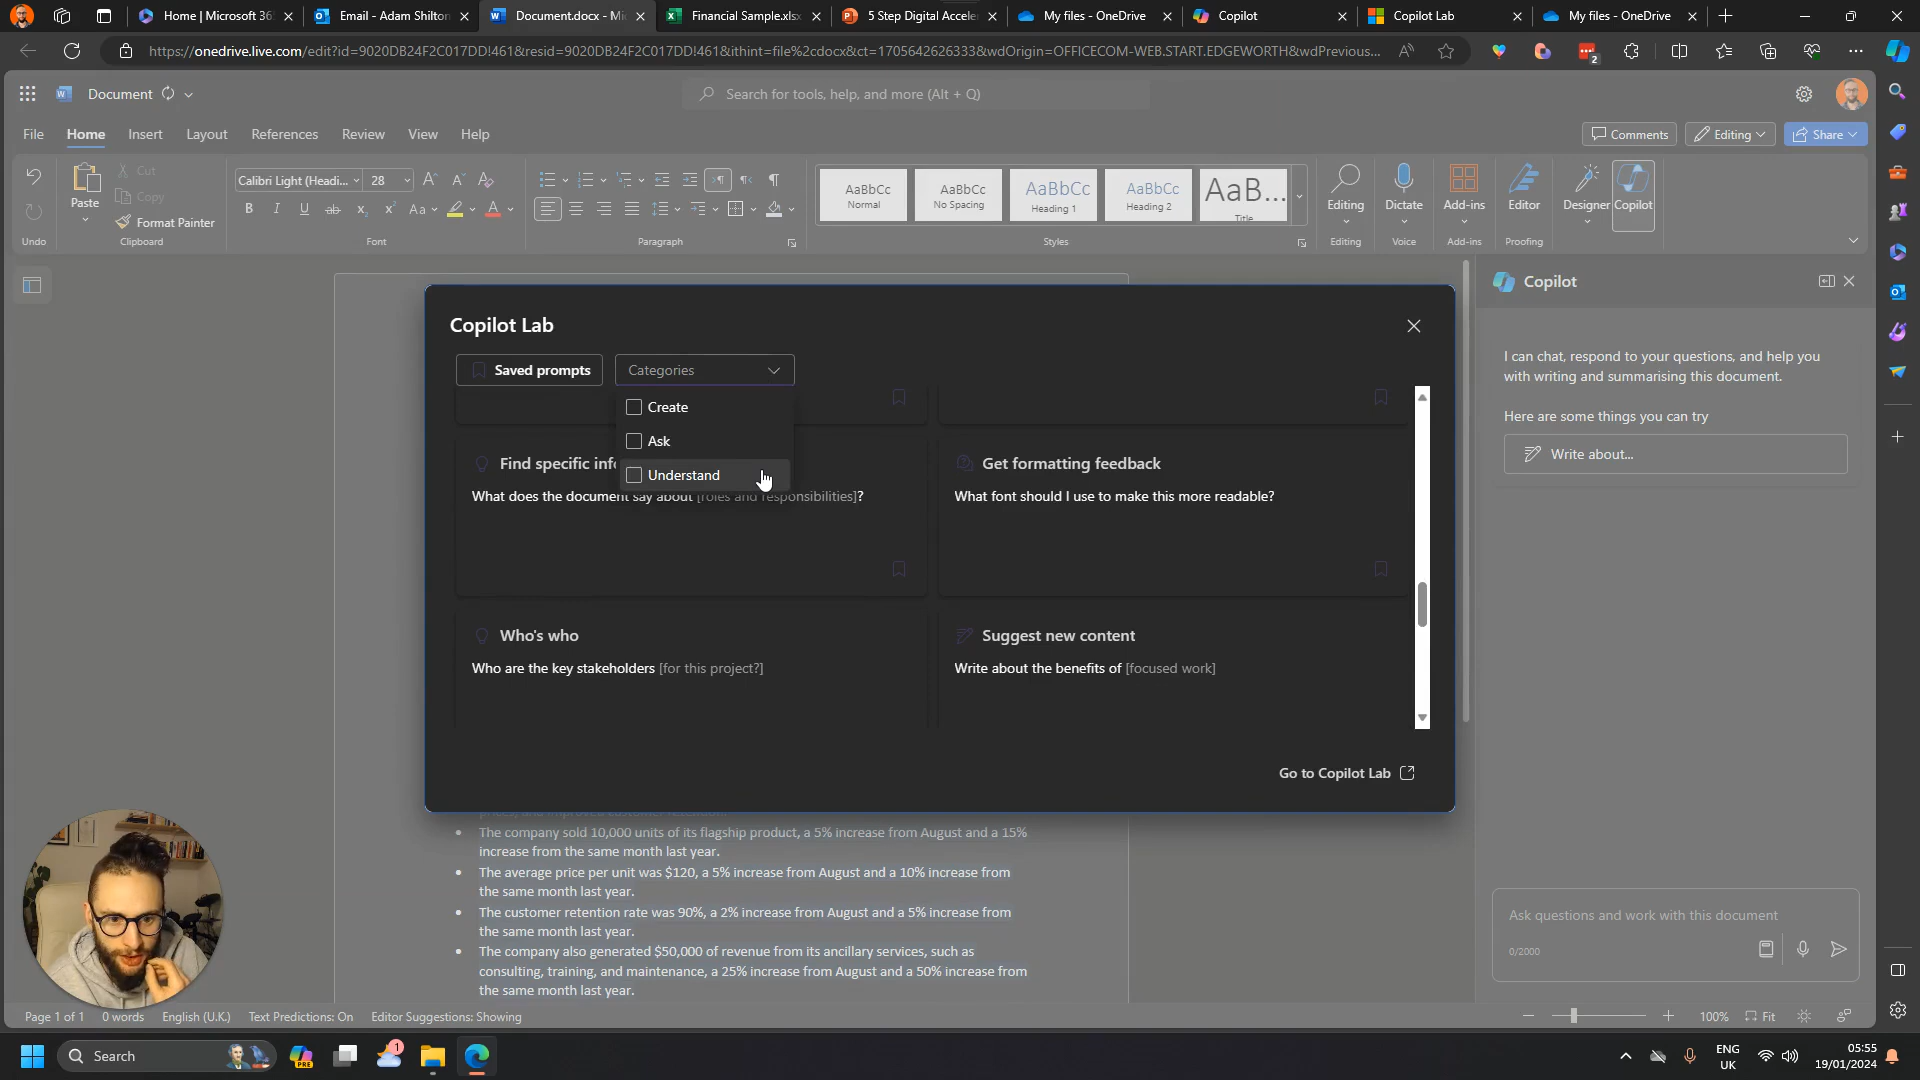 Home | Microsoft 36
Email - Adam Shilton
Document.docx - Mi
Financial Sample.xlsx
5 Step Digital Acceler
My files - OneDrive
Copilot
Copilot Lab
My files - OneDrive
https://onedrive.live.com/edit?id=9020DB24F2C017DD!461&resid=9020DB24F2C017DD!461&ithint=file%2cdocx&ct=1705642626333&wdOrigin=OFFICECOM-WEB.START.EDGEWORTH&wdPrevious...
2
Document
Search for tools, help, and more (Alt + Q)
File Home Insert Layout References Review View Help
Comments Editing Share
Paste
Cut
Copy
Format Painter
Calibri Light (Headi... 28
B I U ab x₂ x² Aa A
AaBbCc Normal
AaBbCc No Spacing
AaBbCc Heading 1
AaBbCc Heading 2
AaB... Title
Editing
Dictate
Add-ins
Editor
Designer
Copilot
Undo Clipboard Font Paragraph Styles Editing Voice Add-ins Proofing
Copilot
I can chat, respond to your questions, and help you
with writing and summarising this document.
Here are some things you can try
Write about...
Ask questions and work with this document
0/2000
Copilot Lab
Saved prompts
Categories
Create
Ask
Understand
Find specific info
What does the document say about [roles and responsibilities]?
Get formatting feedback
What font should I use to make this more readable?
Who's who
Who are the key stakeholders [for this project?]
Suggest new content
Write about the benefits of [focused work]
Go to Copilot Lab
prices, and improved customer retention.
• The company sold 10,000 units of its flagship product, a 5% increase from August and a 15%
increase from the same month last year.
• The average price per unit was $120, a 5% increase from August and a 10% increase from
the same month last year.
• The customer retention rate was 90%, a 2% increase from August and a 5% increase from
the same month last year.
• The company also generated $50,000 of revenue from its ancillary services, such as
consulting, training, and maintenance, a 25% increase from August and a 50% increase from
the same month last year.
Page 1 of 1 0 words English (U.K.) Text Predictions: On Editor Suggestions: Showing
100% Fit
Search
PRE
1
ENG
UK
05:55
19/01/2024